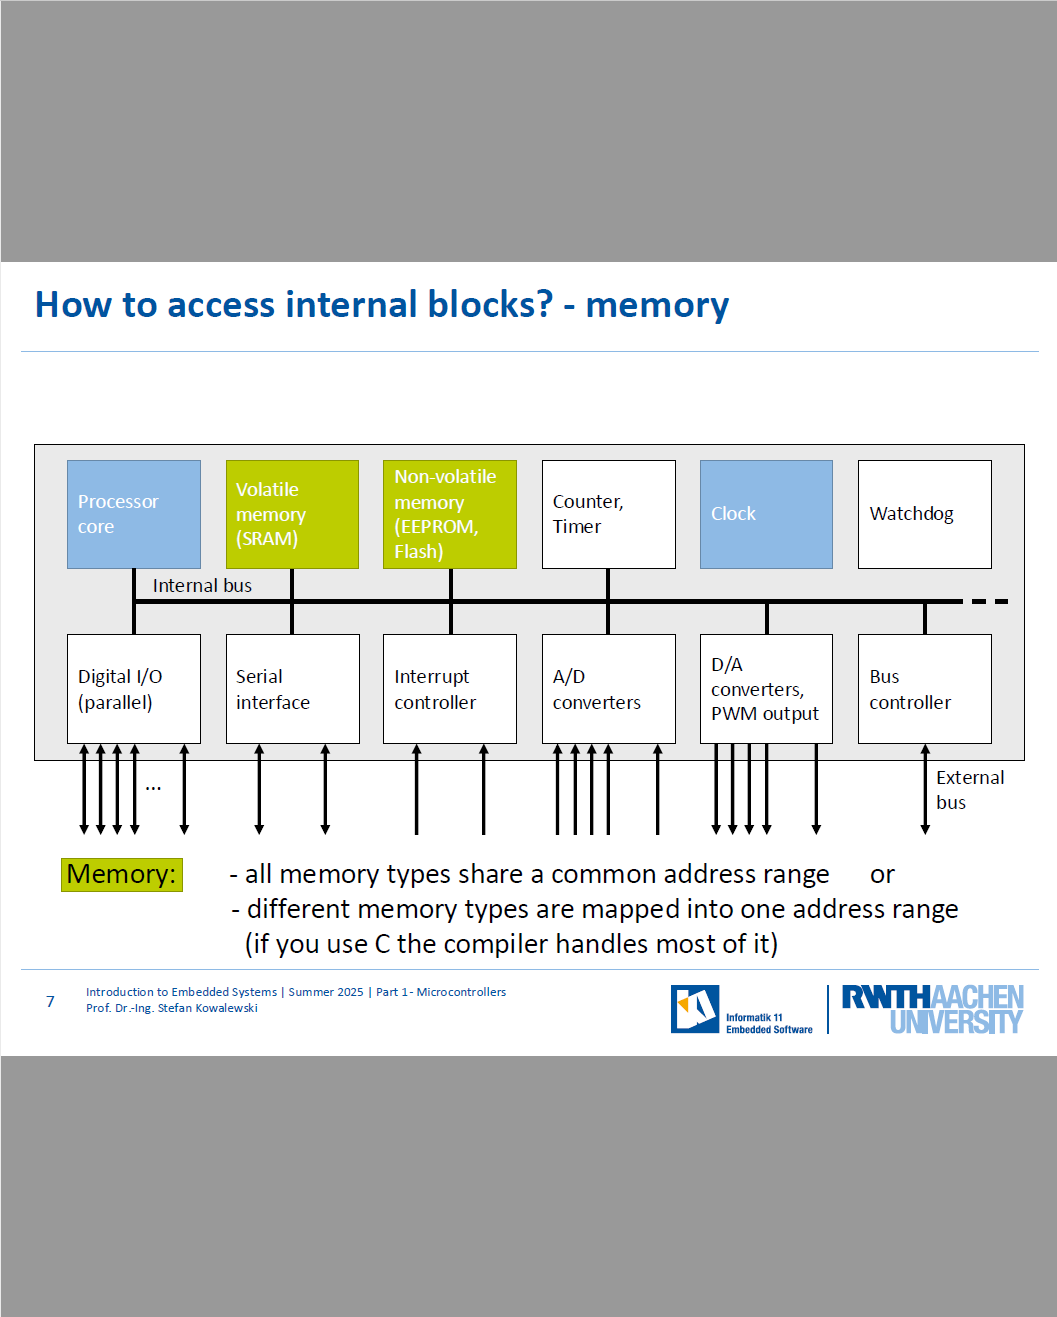 How to access internal blocks? - memory
Processor
core
Volatile
memory
(SRAM)
Non-volatile
memory
(EEPROM,
Flash)
Counter,
Timer
Clock
Watchdog
Internal bus
Digital I/O
(parallel)
Serial
interface
Interrupt
controller
A/D
converters
D/A
converters,
PWM output
Bus
controller
...
External
bus
Memory:
- all memory types share a common address range or
- different memory types are mapped into one address range
(if you use C the compiler handles most of it)
7
Introduction to Embedded Systems | Summer 2025 | Part 1- Microcontrollers
Prof. Dr.-Ing. Stefan Kowalewski
Informatik 11
Embedded Software
RWTHAACHEN
UNIVERSITY